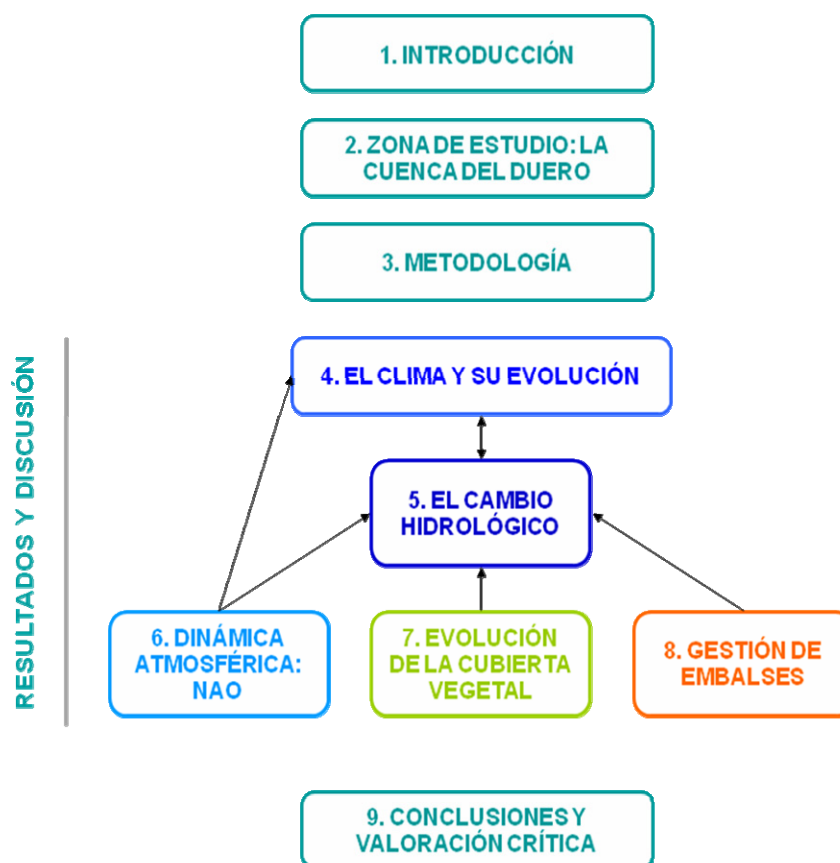 1. INTRODUCCIÓN
2. ZONA DE ESTUDIO: LA
CUENCA DEL DUERO
3. METODOLOGÍA
RESULTADOS Y DISCUSIÓN
4. EL CLIMA Y SU EVOLUCIÓN
5. EL CAMBIO
HIDROLÓGICO
6. DINÁMICA
ATMOSFÉRICA:
NAO
7. EVOLUCIÓN
DE LA CUBIERTA
VEGETAL
8. GESTIÓN DE
EMBALSES
9. CONCLUSIONES Y
VALORACIÓN CRÍTICA